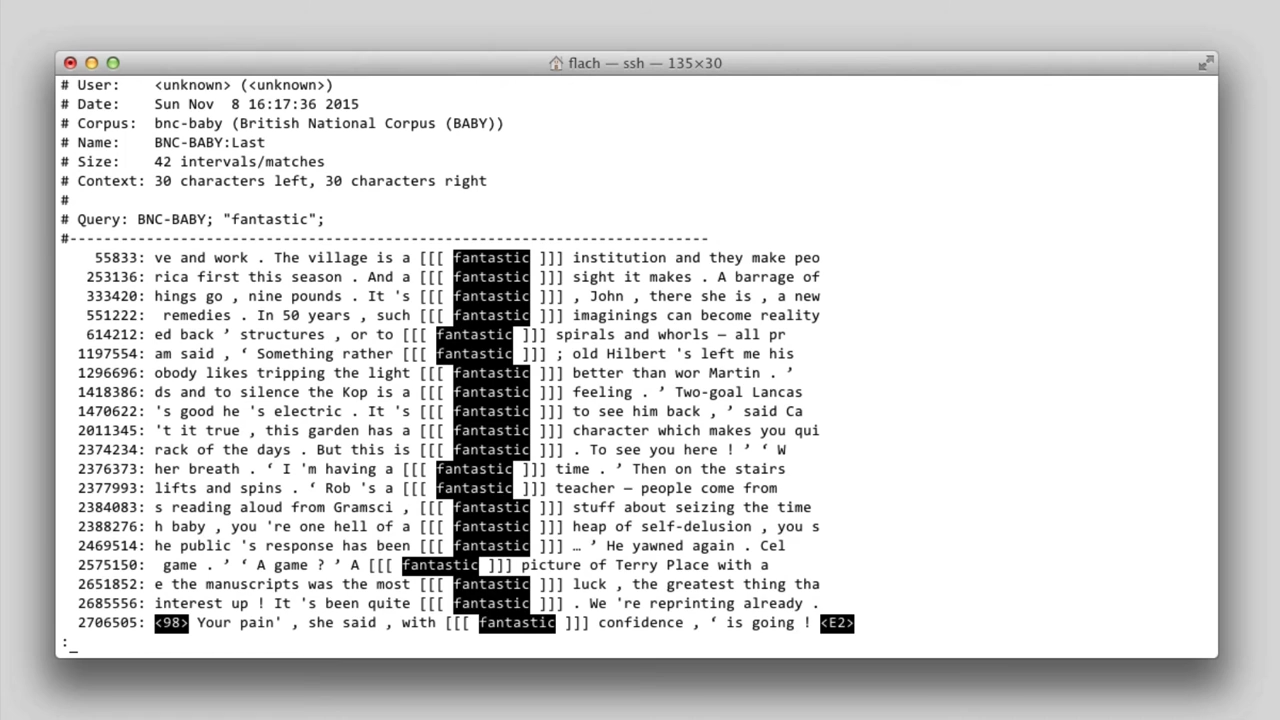 flach — ssh — 135×30
# User:    <unknown> (<unknown>)
# Date:    Sun Nov  8 16:17:36 2015
# Corpus:  bnc-baby (British National Corpus (BABY))
# Name:    BNC-BABY:Last
# Size:    42 intervals/matches
# Context: 30 characters left, 30 characters right
#
# Query: BNC-BABY; "fantastic";
#--------------------------------------------------------------------------
55833: ve and work . The village is a [[[ fantastic ]]] institution and they make peo
253136: rica first this season . And a [[[ fantastic ]]] sight it makes . A barrage of
333420: hings go , nine pounds . It 's [[[ fantastic ]]] , John , there she is , a new
551222:  remedies . In 50 years , such [[[ fantastic ]]] imaginings can become reality
614212: ed back ’ structures , or to [[[ fantastic ]]] spirals and whorls — all pr
1197554: am said , ‘ Something rather [[[ fantastic ]]] ; old Hilbert 's left me his
1296696: obody likes tripping the light [[[ fantastic ]]] better than wor Martin . ’
1418386: ds and to silence the Kop is a [[[ fantastic ]]] feeling . ’ Two-goal Lancas
1470622: 's good he 's electric . It 's [[[ fantastic ]]] to see him back , ’ said Ca
2011345: 't it true , this garden has a [[[ fantastic ]]] character which makes you qui
2374234: rack of the days . But this is [[[ fantastic ]]] . To see you here ! ’ ‘ W
2376373: her breath . ‘ I 'm having a [[[ fantastic ]]] time . ’ Then on the stairs
2377993: lifts and spins . ‘ Rob 's a [[[ fantastic ]]] teacher — people come from
2384083: s reading aloud from Gramsci , [[[ fantastic ]]] stuff about seizing the time
2388276: h baby , you 're one hell of a [[[ fantastic ]]] heap of self-delusion , you s
2469514: he public 's response has been [[[ fantastic ]]] … ’ He yawned again . Cel
2575150:  game . ’ ‘ A game ? ’ A [[[ fantastic ]]] picture of Terry Place with a
2651852: e the manuscripts was the most [[[ fantastic ]]] luck , the greatest thing tha
2685556: interest up ! It 's been quite [[[ fantastic ]]] . We 're reprinting already .
2706505: <98> Your pain' , she said , with [[[ fantastic ]]] confidence , ‘ is going ! <E2>
:_